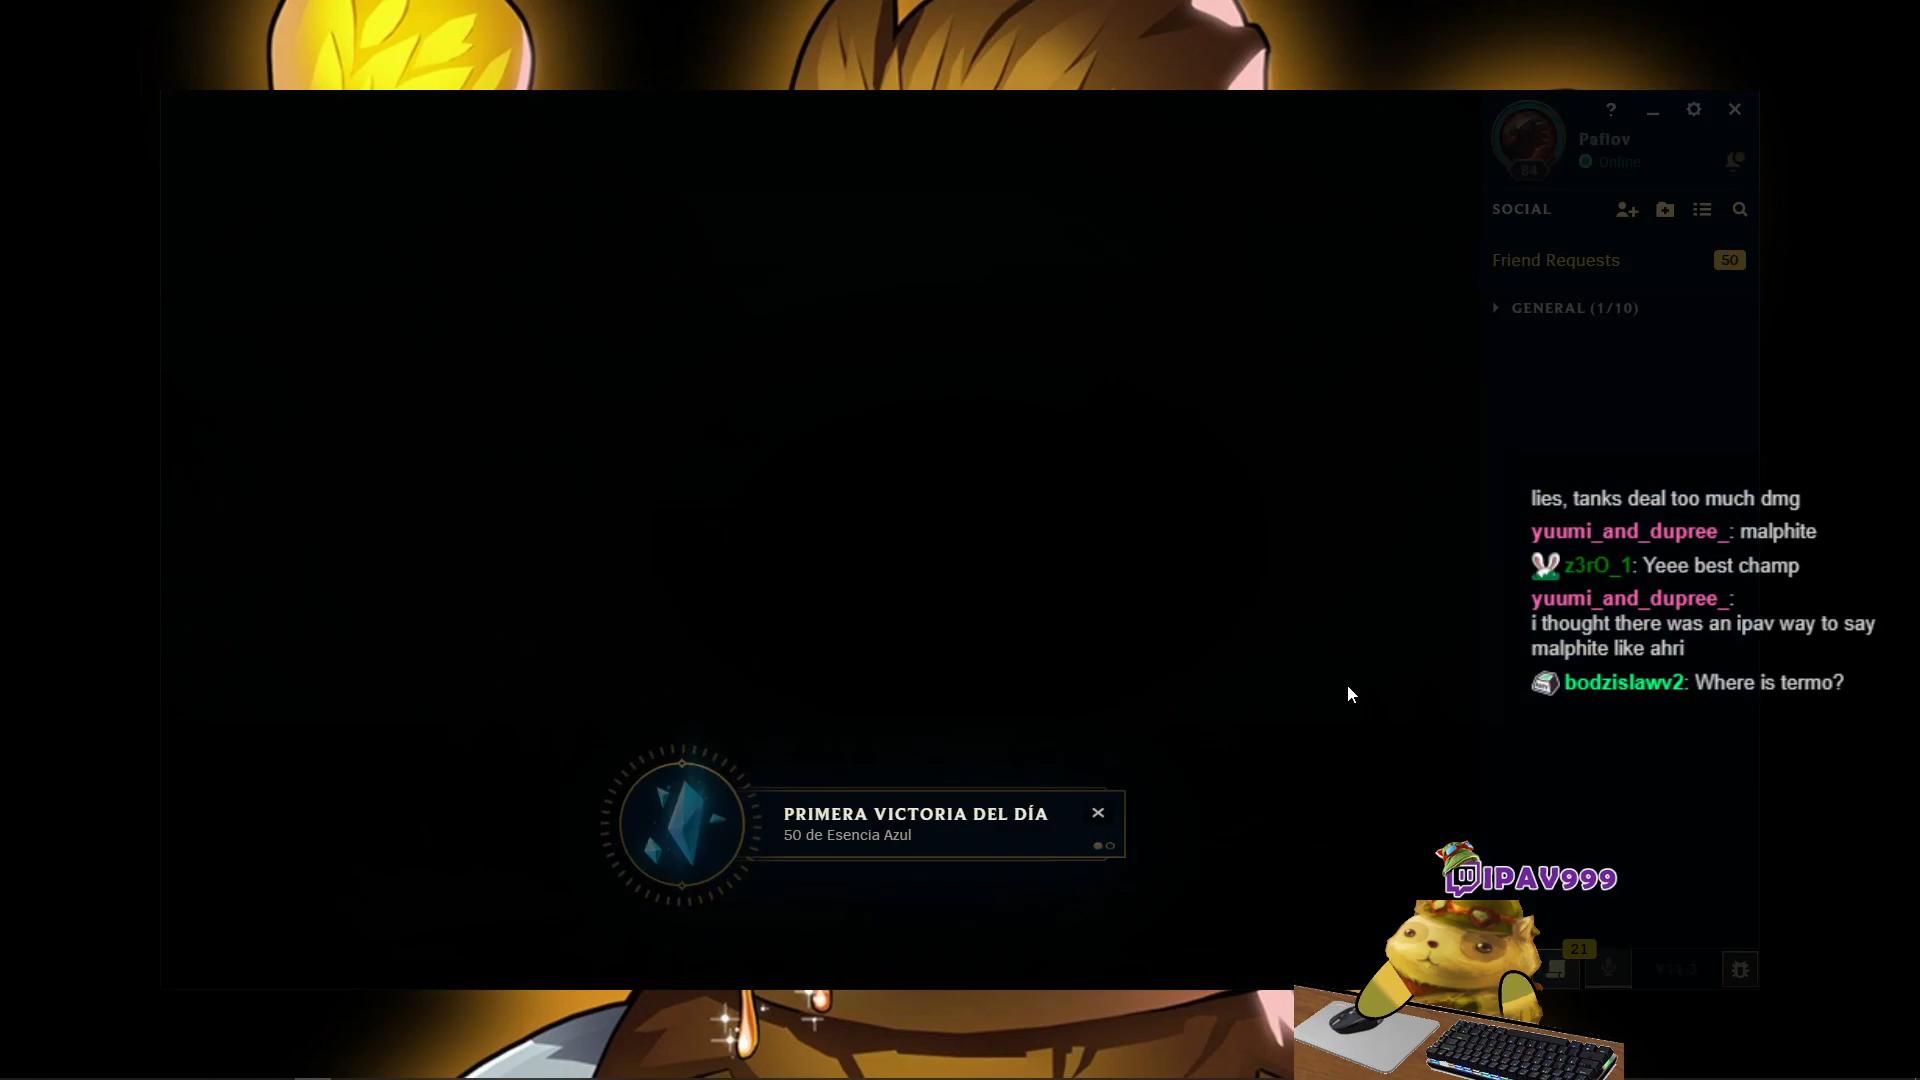 ?
Paflov
84
Online
SOCIAL
Friend Requests 50
GENERAL (1/10)
lies, tanks deal too much dmg
yuumi_and_dupree_: malphite
z3rO_1: Yeee best champ
yuumi_and_dupree_:
i thought there was an ipav way to say
malphite like ahri
bodzislawv2: Where is termo?
PRIMERA VICTORIA DEL DÍA
50 de Esencia Azul
IPAV999
21